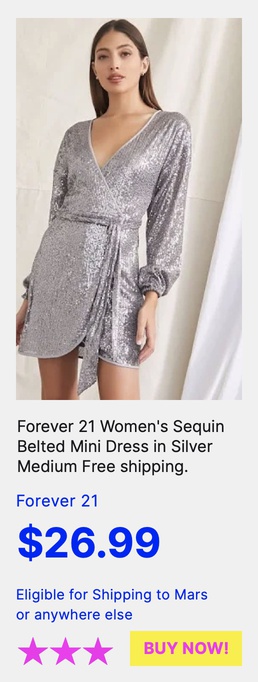 Forever 21 Women's Sequin
Belted Mini Dress in Silver
Medium Free shipping.
Forever 21
$26.99
Eligible for Shipping to Mars
or anywhere else
BUY NOW!